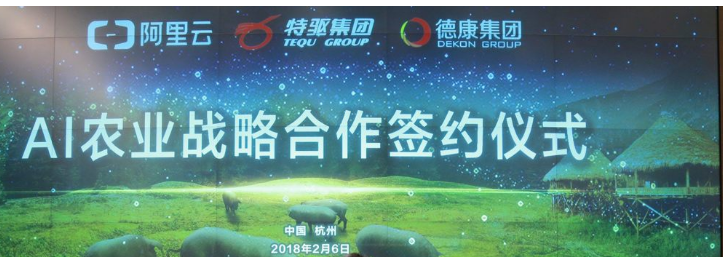 阿里云 特驱集团 德康集团
TEQU GROUP DEKON GROUP
AI农业战略合作签约仪式
中国 杭州
2018年2月6日